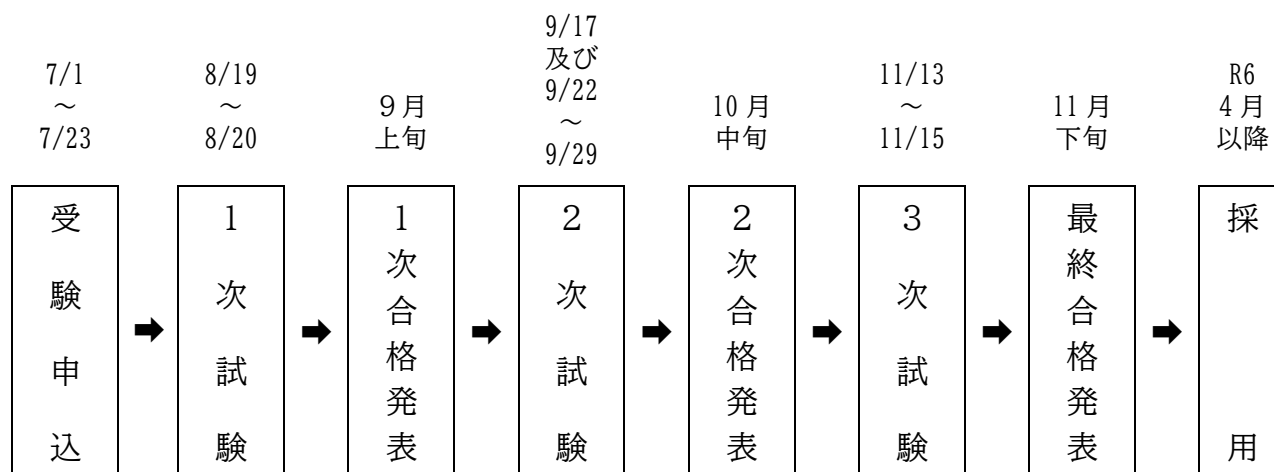 7/1
～
7/23
受験申込
8/19
～
8/20
1次試験
９月
上旬
1次合格発表
9/17
及び
9/22
～
9/29
2次試験
10月
中旬
2次合格発表
11/13
～
11/15
3次試験
11月
下旬
最終合格発表
R6
4月
以降
採用